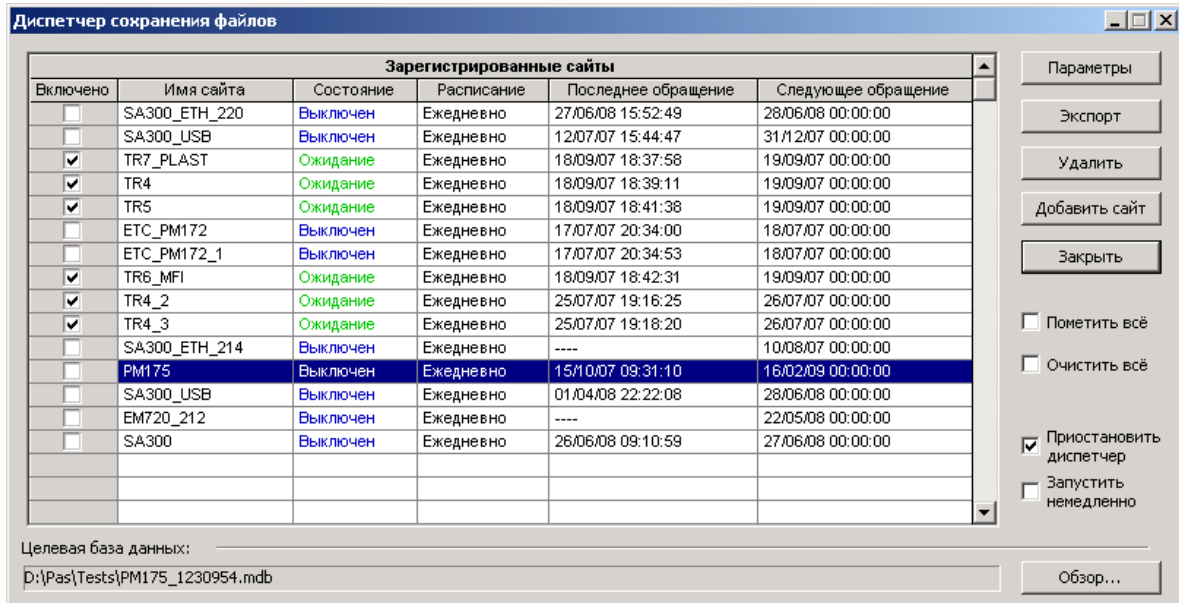 Диспетчер сохранения файлов
Зарегистрированные сайты
Включено Имя сайта Состояние Расписание Последнее обращение Следующее обращение
SA300_ETH_220 Выключен Ежедневно 27/06/08 15:52:49 28/06/08 00:00:00
SA300_USB Выключен Ежедневно 12/07/07 15:44:47 31/12/07 00:00:00
TR7_PLAST Ожидание Ежедневно 18/09/07 18:37:58 19/09/07 00:00:00
TR4 Ожидание Ежедневно 18/09/07 18:39:11 19/09/07 00:00:00
TR5 Ожидание Ежедневно 18/09/07 18:41:38 19/09/07 00:00:00
ETC_PM172 Выключен Ежедневно 17/07/07 20:34:00 18/07/07 00:00:00
ETC_PM172_1 Выключен Ежедневно 17/07/07 20:34:53 18/07/07 00:00:00
TR6_MFI Ожидание Ежедневно 18/09/07 18:42:31 19/09/07 00:00:00
TR4_2 Ожидание Ежедневно 25/07/07 19:16:25 26/07/07 00:00:00
TR4_3 Ожидание Ежедневно 25/07/07 19:18:20 26/07/07 00:00:00
SA300_ETH_214 Выключен Ежедневно ---- 10/08/07 00:00:00
PM175 Выключен Ежедневно 15/10/07 09:31:10 16/02/09 00:00:00
SA300_USB Выключен Ежедневно 01/04/08 22:22:08 28/06/08 00:00:00
EM720_212 Выключен Ежедневно ---- 22/05/08 00:00:00
SA300 Выключен Ежедневно 26/06/08 09:10:59 27/06/08 00:00:00
Параметры
Экспорт
Удалить
Добавить сайт
Закрыть
Пометить всё
Очистить всё
Приостановить
диспетчер
Запустить
немедленно
Целевая база данных:
D:\Pas\Tests\PM175_1230954.mdb
Обзор...